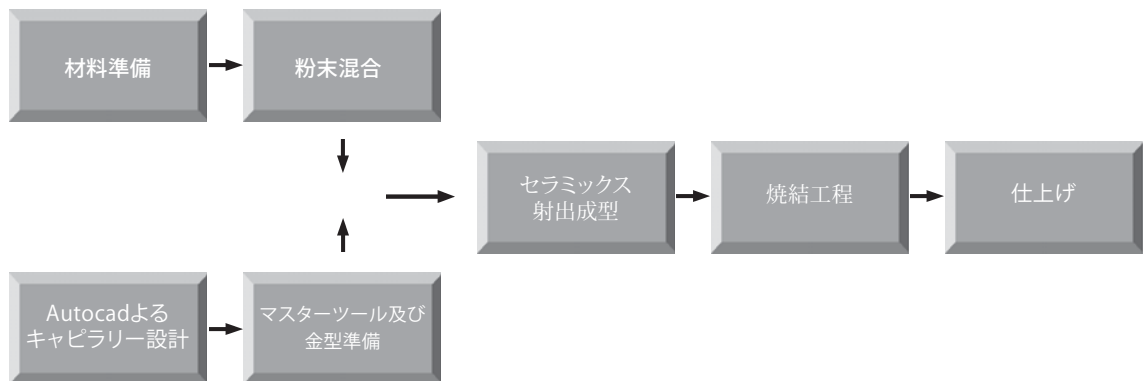 材料準備
粉末混合
セラミックス
射出成型
焼結工程
仕上げ
Autocadよる
キャピラリー設計
マスターツール及び
金型準備